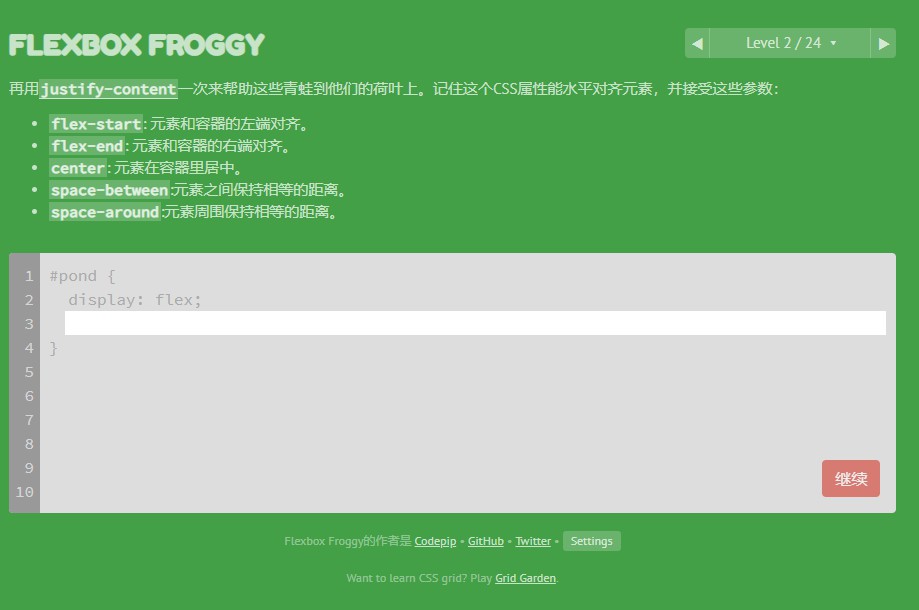 FLEXBOX FROGGY
◀ Level 2 / 24 ▾ ▶
再用justify-content一次来帮助这些青蛙到他们的荷叶上。记住这个CSS属性能水平对齐元素，并接受这些参数：
• flex-start: 元素和容器的左端对齐。
• flex-end: 元素和容器的右端对齐。
• center: 元素在容器里居中。
• space-between:元素之间保持相等的距离。
• space-around:元素周围保持相等的距离。
1 #pond {
2 display: flex;
3
4 }
5
6
7
8
9
10
继续
Flexbox Froggy的作者是 Codepip • GitHub • Twitter • Settings
Want to learn CSS grid? Play Grid Garden.